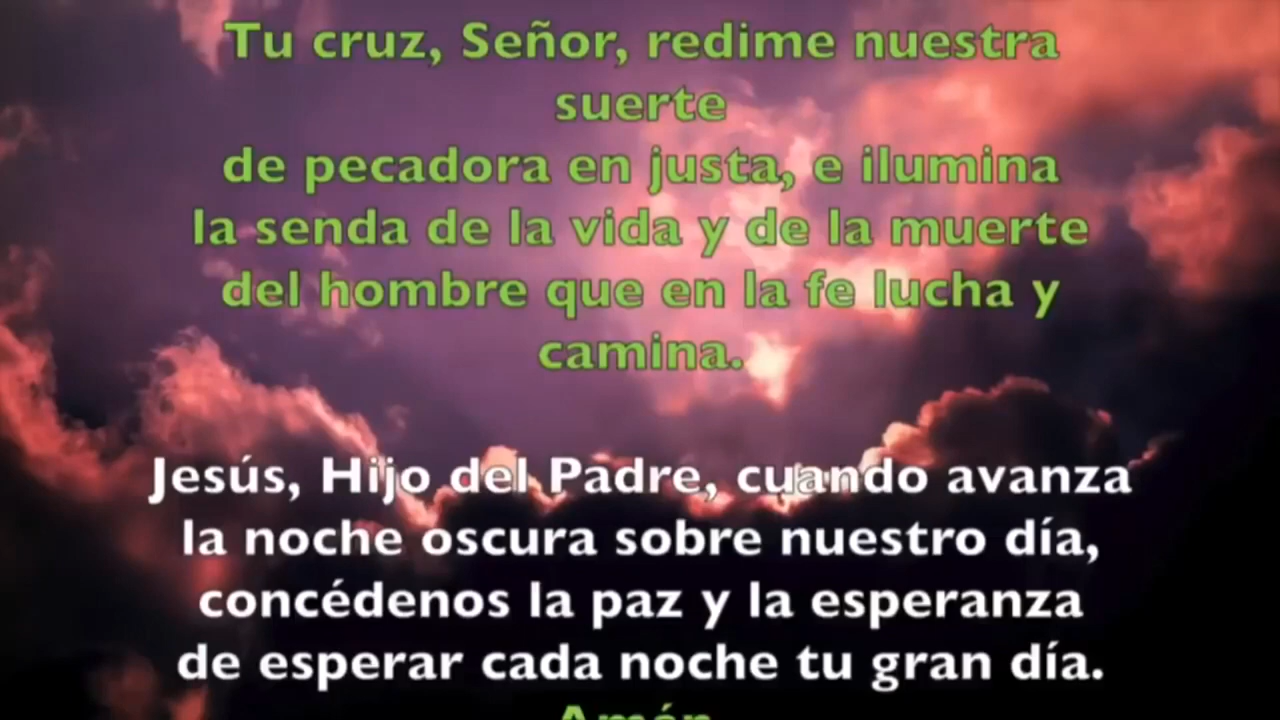 Tu cruz, Señor, redime nuestra
suerte
de pecadora en justa, e ilumina
la senda de la vida y de la muerte
del hombre que en la fe lucha y
camina.
Jesús, Hijo del Padre, cuando avanza
la noche oscura sobre nuestro día,
concédenos la paz y la esperanza
de esperar cada noche tu gran día.
Amén